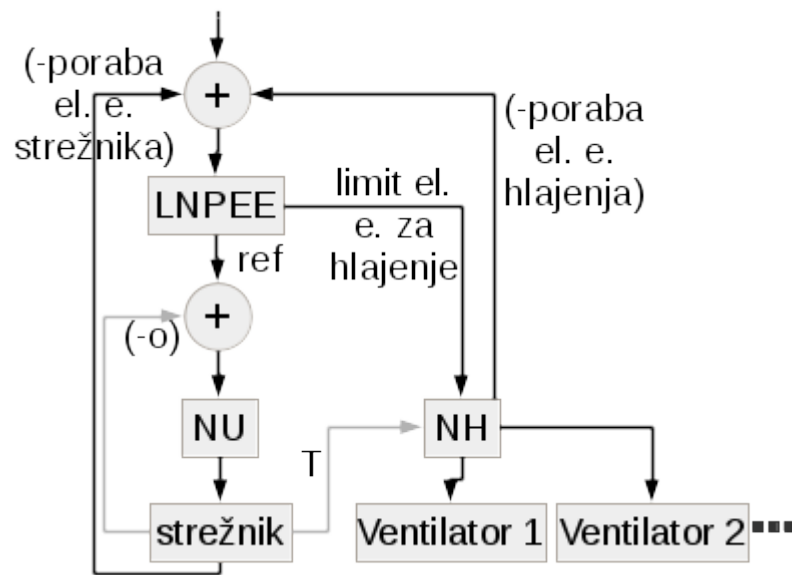 (-poraba
el. e.
strežnika)
+
(-poraba
el. e.
hlajenja)
LNPEE
limit el.
e. za
hlajenje
ref
+
(-o)
NU
NH
T
strežnik
Ventilator 1
Ventilator 2